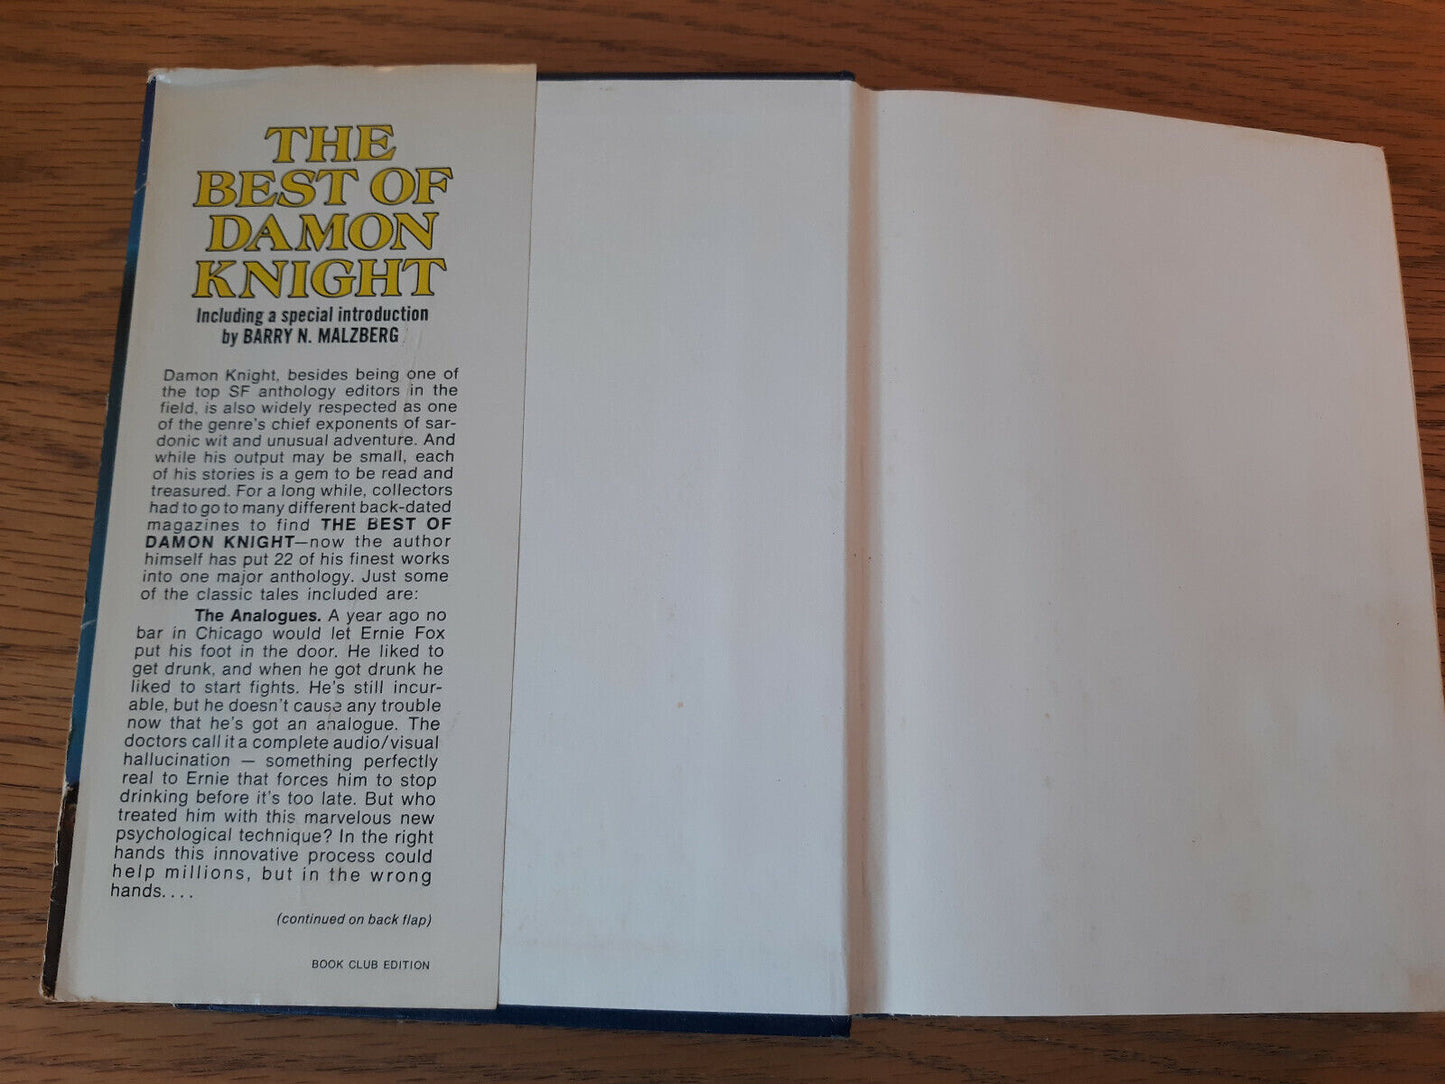 THE
BEST OF
DAMON
KNIGHT
Including a special introduction
by BARRY N. MALZBERG
Damon Knight, besides being one of
the top SF anthology editors in the
field, is also widely respected as one
of the genre's chief exponents of sar-
donic wit and unusual adventure. And
while his output may be small, each
of his stories is a gem to be read and
treasured. For a long while, collectors
had to go to many different back-dated
magazines to find THE BEST OF
DAMON KNIGHT—now the author
himself has put 22 of his finest works
into one major anthology. Just some
of the classic tales included are:
The Analogues. A year ago no
bar in Chicago would let Ernie Fox
put his foot in the door. He liked to
get drunk, and when he got drunk he
liked to start fights. He's still incur-
able, but he doesn't cause any trouble
now that he's got an analogue. The
doctors call it a complete audio/visual
hallucination — something perfectly
real to Ernie that forces him to stop
drinking before it's too late. But who
treated him with this marvelous new
psychological technique? In the right
hands this innovative process could
help millions, but in the wrong
hands....
(continued on back flap)
BOOK CLUB EDITION